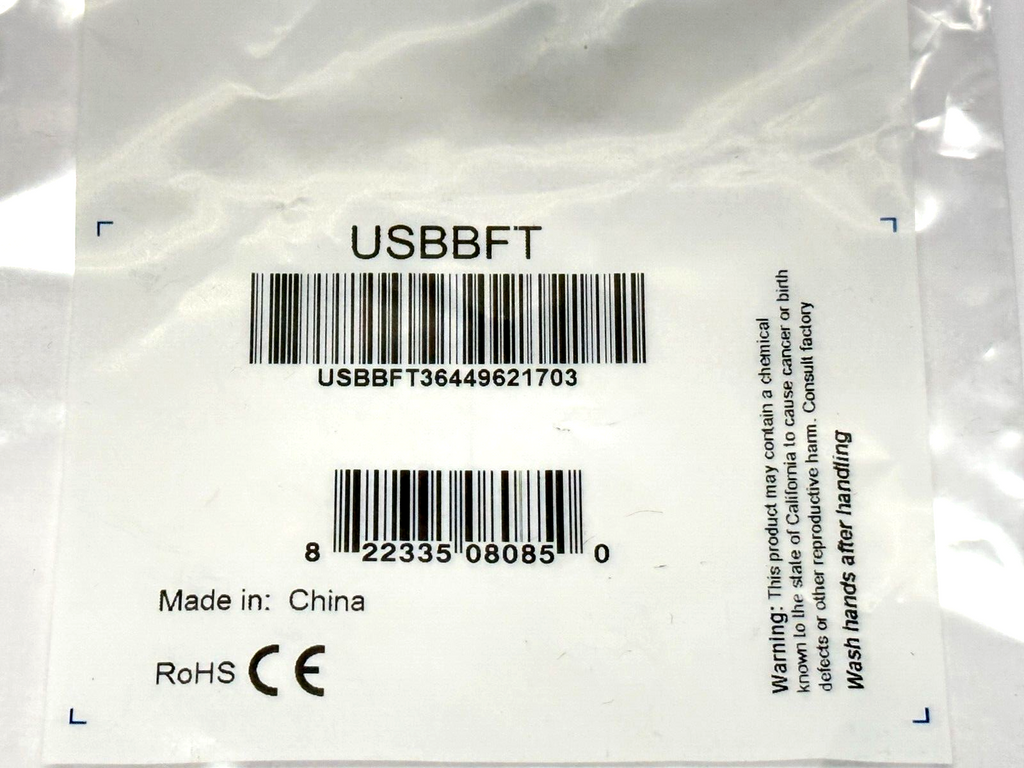 USBBFT
USBBFT36449621703
8 22335 08085 0
Made in: China
RoHS CE
Warning: This product may contain a chemical
known to the state of California to cause cancer or birth
defects or other reproductive harm. Consult factory
Wash hands after handling